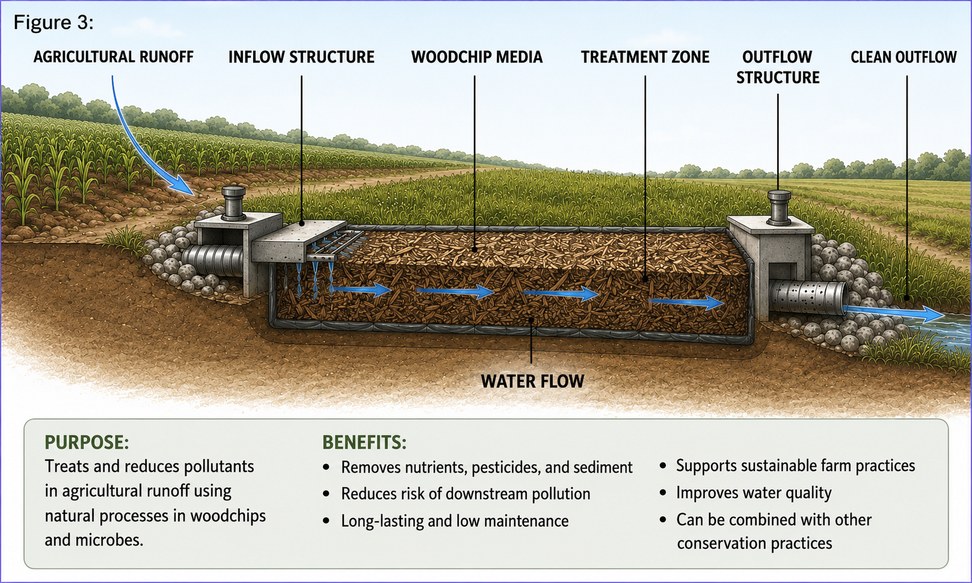 Figure 3:
AGRICULTURAL RUNOFF
INFLOW STRUCTURE
WOODCHIP MEDIA
TREATMENT ZONE
OUTFLOW
STRUCTURE
CLEAN OUTFLOW
WATER FLOW
PURPOSE:
Treats and reduces pollutants
in agricultural runoff using
natural processes in woodchips
and microbes.
BENEFITS:
• Removes nutrients, pesticides, and sediment
• Reduces risk of downstream pollution
• Long-lasting and low maintenance
• Supports sustainable farm practices
• Improves water quality
• Can be combined with other
conservation practices